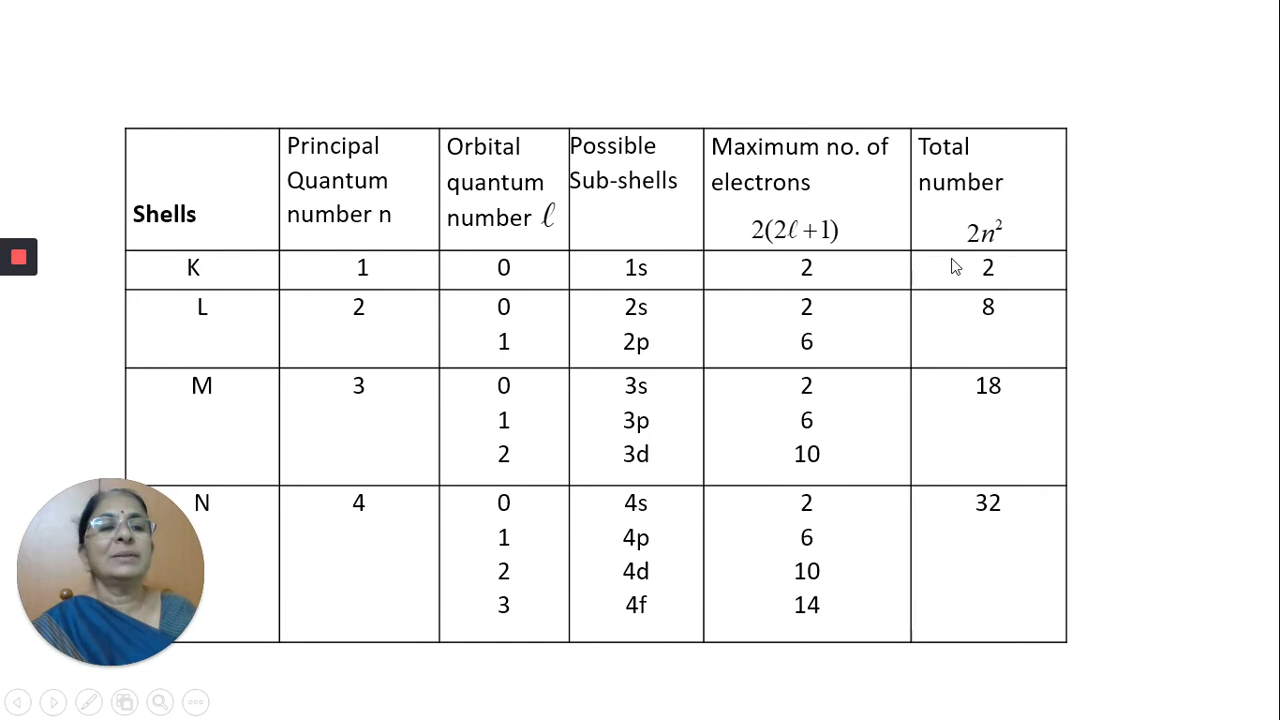 Shells
Principal
Quantum
number n
Orbital
quantum
number ℓ
Possible
Sub-shells
Maximum no. of
electrons
2(2ℓ+1)
Total
number
2n²
K 1 0 1s 2 2
L 2 0 2s 2 8
1 2p 6
M 3 0 3s 2 18
1 3p 6
2 3d 10
N 4 0 4s 2 32
1 4p 6
2 4d 10
3 4f 14